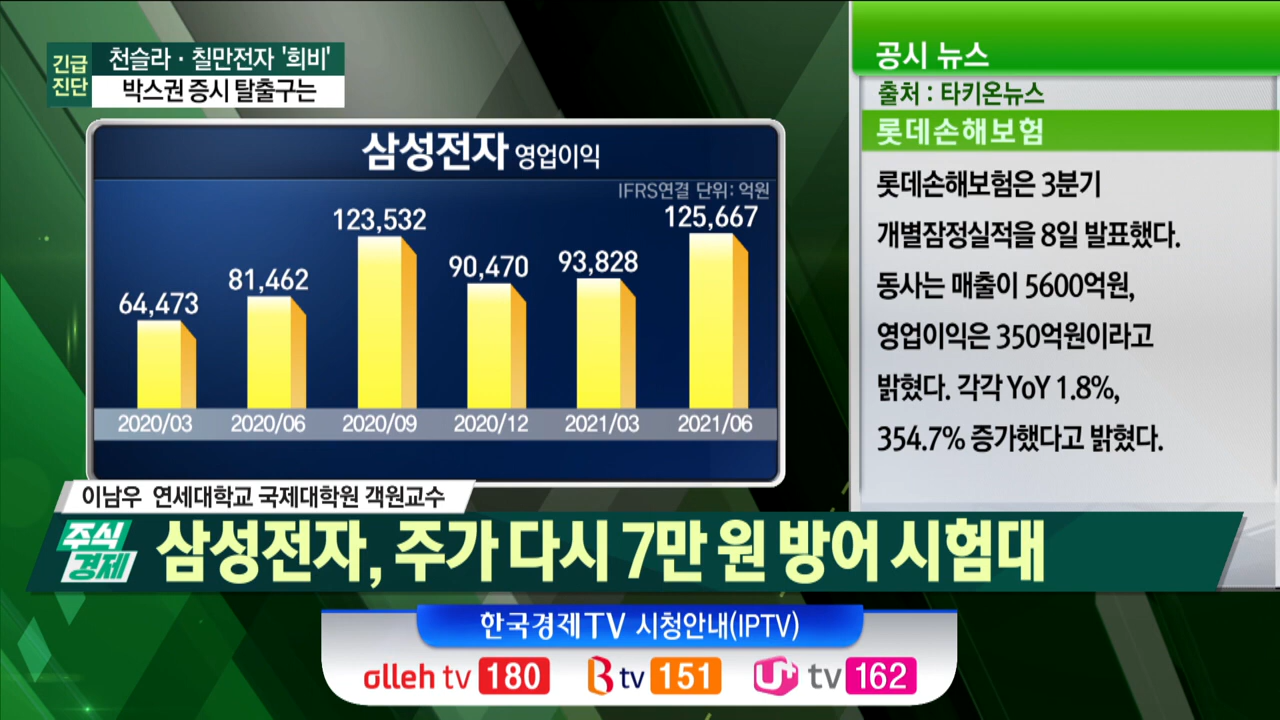 긴급
진단
천슬라 · 칠만전자 '희비'
박스권 증시 탈출구는
삼성전자 영업이익
IFRS연결 단위: 억원
64,473
81,462
123,532
90,470
93,828
125,667
2020/03
2020/06
2020/09
2020/12
2021/03
2021/06
공시 뉴스
출처 : 타키온뉴스
롯데손해보험
롯데손해보험은 3분기
개별잠정실적을 8일 발표했다.
동사는 매출이 5600억원,
영업이익은 350억원이라고
밝혔다. 각각 YoY 1.8%,
354.7% 증가했다고 밝혔다.
이남우 연세대학교 국제대학원 객원교수
주식
경제
삼성전자, 주가 다시 7만 원 방어 시험대
한국경제TV 시청안내(IPTV)
olleh tv 180
B tv 151
U+ tv 162